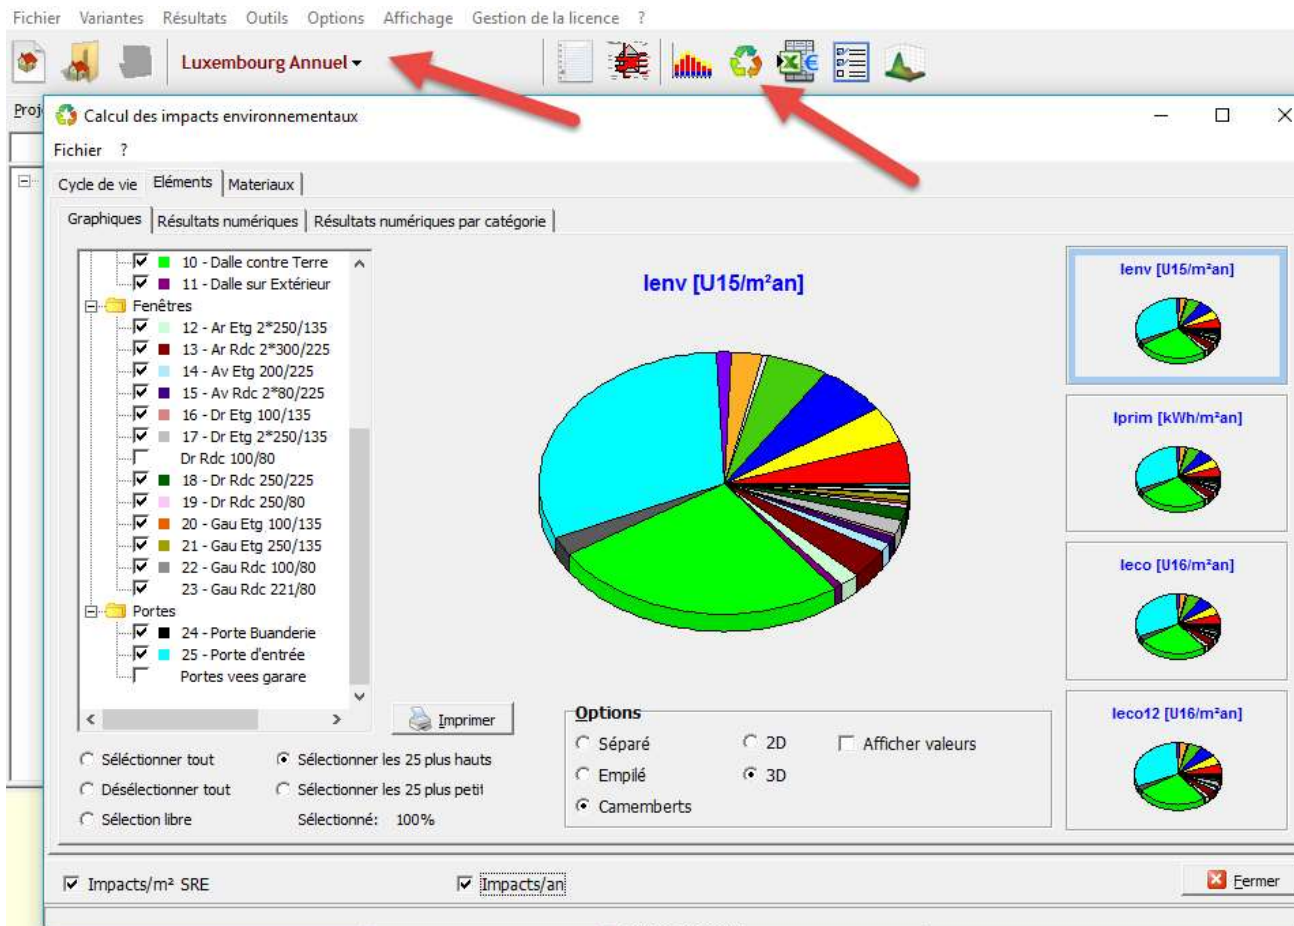 Fichier Variantes Résultats Outils Options Affichage Gestion de la licence ?
Luxembourg Annuel
Proj
Calcul des impacts environnementaux
Fichier ?
Cycle de vie Eléments Materiaux
Graphiques Résultats numériques Résultats numériques par catégorie
10 - Dalle contre Terre
11 - Dalle sur Extérieur
Fenêtres
12 - Ar Etg 2*250/135
13 - Ar Rdc 2*300/225
14 - Av Etg 200/225
15 - Av Rdc 2*80/225
16 - Dr Etg 100/135
17 - Dr Etg 2*250/135
Dr Rdc 100/80
18 - Dr Rdc 250/225
19 - Dr Rdc 250/80
20 - Gau Etg 100/135
21 - Gau Etg 250/135
22 - Gau Rdc 100/80
23 - Gau Rdc 221/80
Portes
24 - Porte Buanderie
25 - Porte d'entrée
Portes vees garare
Ienv [U15/m²an]
Ienv [U15/m²an]
Iprim [kWh/m²an]
Ieco [U16/m²an]
Ieco12 [U16/m²an]
Imprimer
Séléctionner tout
Désélectionner tout
Sélection libre
Sélectionner les 25 plus hauts
Sélectionner les 25 plus petit
Sélectionné: 100%
Options
Séparé 2D Afficher valeurs
Empilé 3D
Camemberts
Impacts/m² SRE Impacts/an Fermer